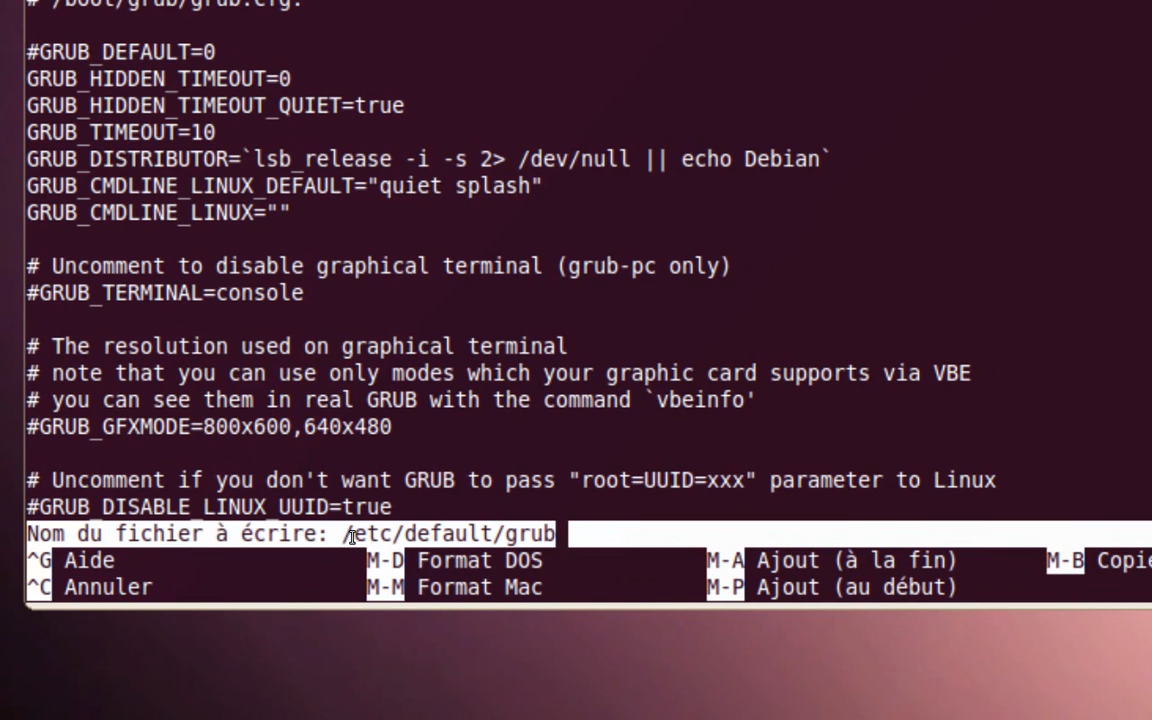 # /boot/grub/grub.cfg.
#GRUB_DEFAULT=0
GRUB_HIDDEN_TIMEOUT=0
GRUB_HIDDEN_TIMEOUT_QUIET=true
GRUB_TIMEOUT=10
GRUB_DISTRIBUTOR=`lsb_release -i -s 2> /dev/null || echo Debian`
GRUB_CMDLINE_LINUX_DEFAULT="quiet splash"
GRUB_CMDLINE_LINUX=""
# Uncomment to disable graphical terminal (grub-pc only)
#GRUB_TERMINAL=console
# The resolution used on graphical terminal
# note that you can use only modes which your graphic card supports via VBE
# you can see them in real GRUB with the command `vbeinfo'
#GRUB_GFXMODE=800x600,640x480
# Uncomment if you don't want GRUB to pass "root=UUID=xxx" parameter to Linux
#GRUB_DISABLE_LINUX_UUID=true
Nom du fichier à écrire: /etc/default/grub
^G Aide M-D Format DOS M-A Ajout (à la fin) M-B Copie
^C Annuler M-M Format Mac M-P Ajout (au début)